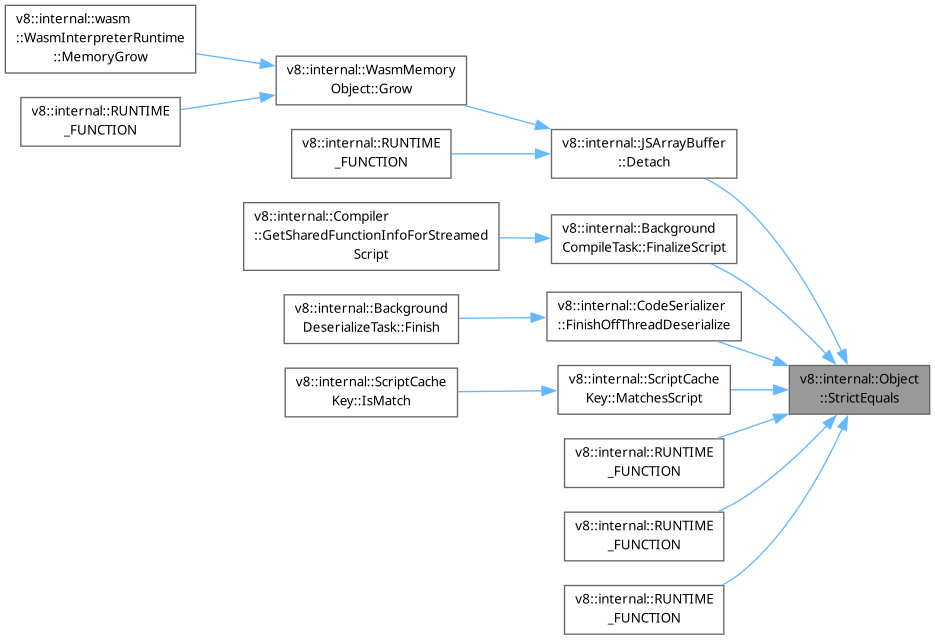 v8::internal::wasm
::WasmInterpreterRuntime
::MemoryGrow
v8::internal::RUNTIME
_FUNCTION
v8::internal::WasmMemory
Object::Grow
v8::internal::RUNTIME
_FUNCTION
v8::internal::Compiler
::GetSharedFunctionInfoForStreamed
Script
v8::internal::Background
DeserializeTask::Finish
v8::internal::ScriptCache
Key::IsMatch
v8::internal::JSArrayBuffer
::Detach
v8::internal::Background
CompileTask::FinalizeScript
v8::internal::CodeSerializer
::FinishOffThreadDeserialize
v8::internal::ScriptCache
Key::MatchesScript
v8::internal::RUNTIME
_FUNCTION
v8::internal::RUNTIME
_FUNCTION
v8::internal::RUNTIME
_FUNCTION
v8::internal::Object
::StrictEquals